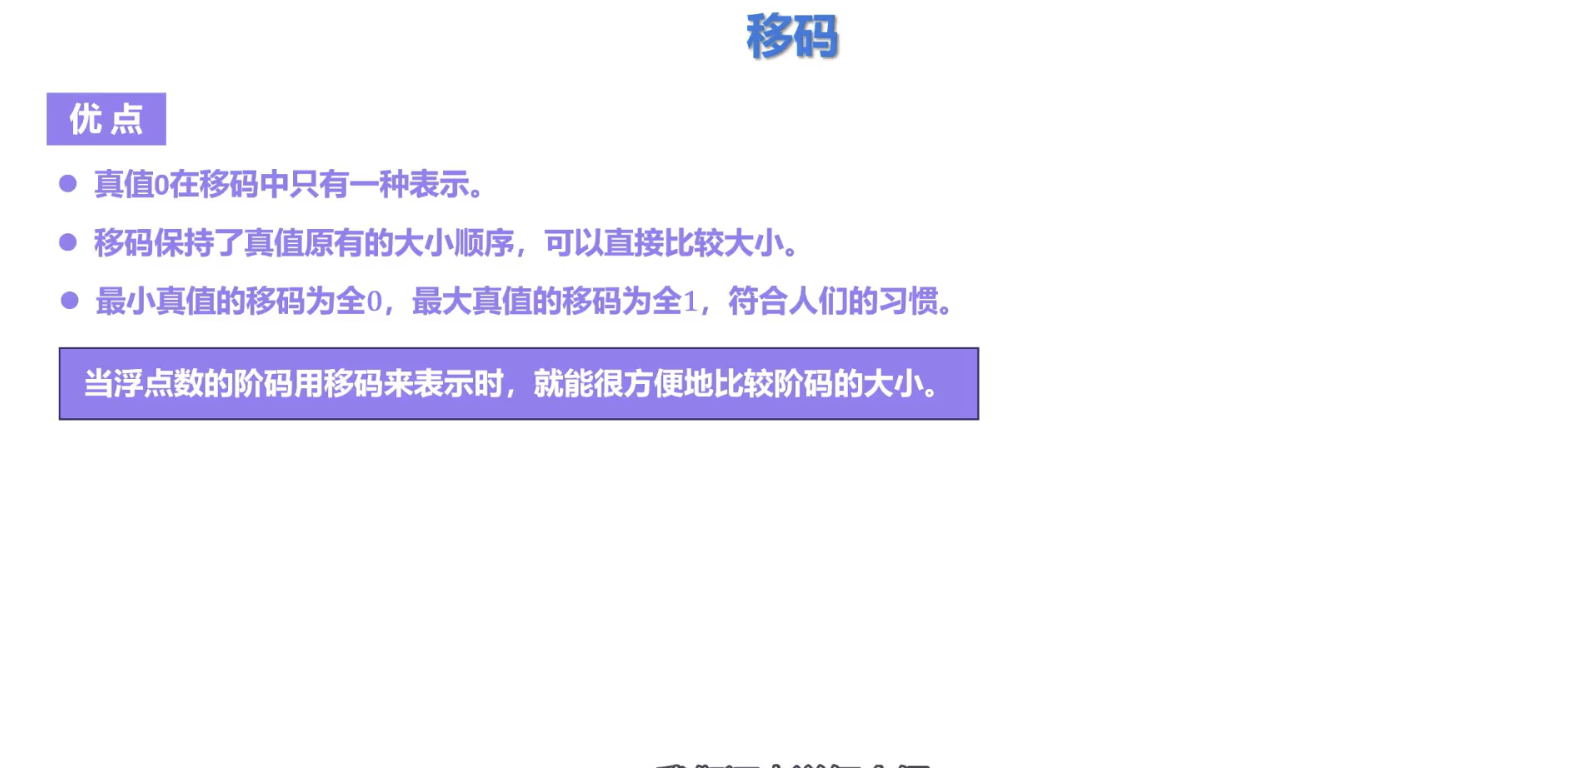 移码
优点
真值0在移码中只有一种表示。
移码保持了真值原有的大小顺序，可以直接比较大小。
最小真值的移码为全0，最大真值的移码为全1，符合人们的习惯。
当浮点数的阶码用移码来表示时，就能很方便地比较阶码的大小。